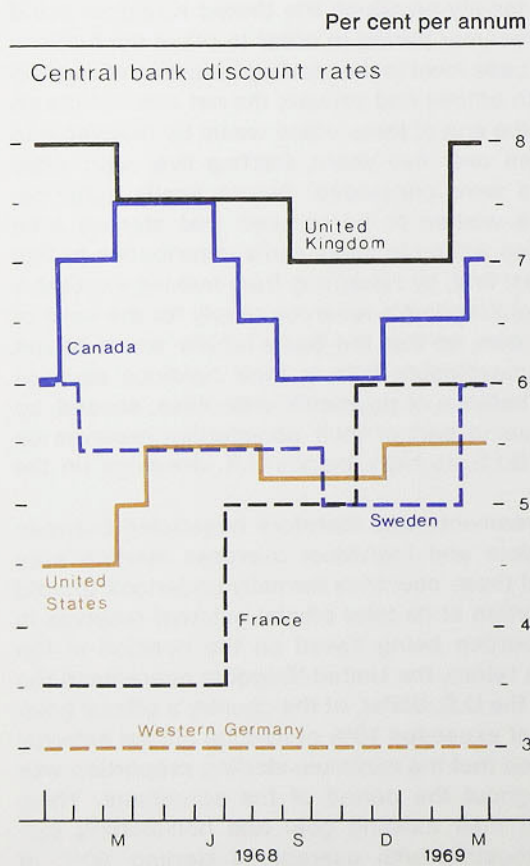 Per cent per annum
Central bank discount rates
8
United
Kingdom
7
Canada
6
5
Sweden
United
States
France
4
Western Germany
3
M J S D M
1968 1969